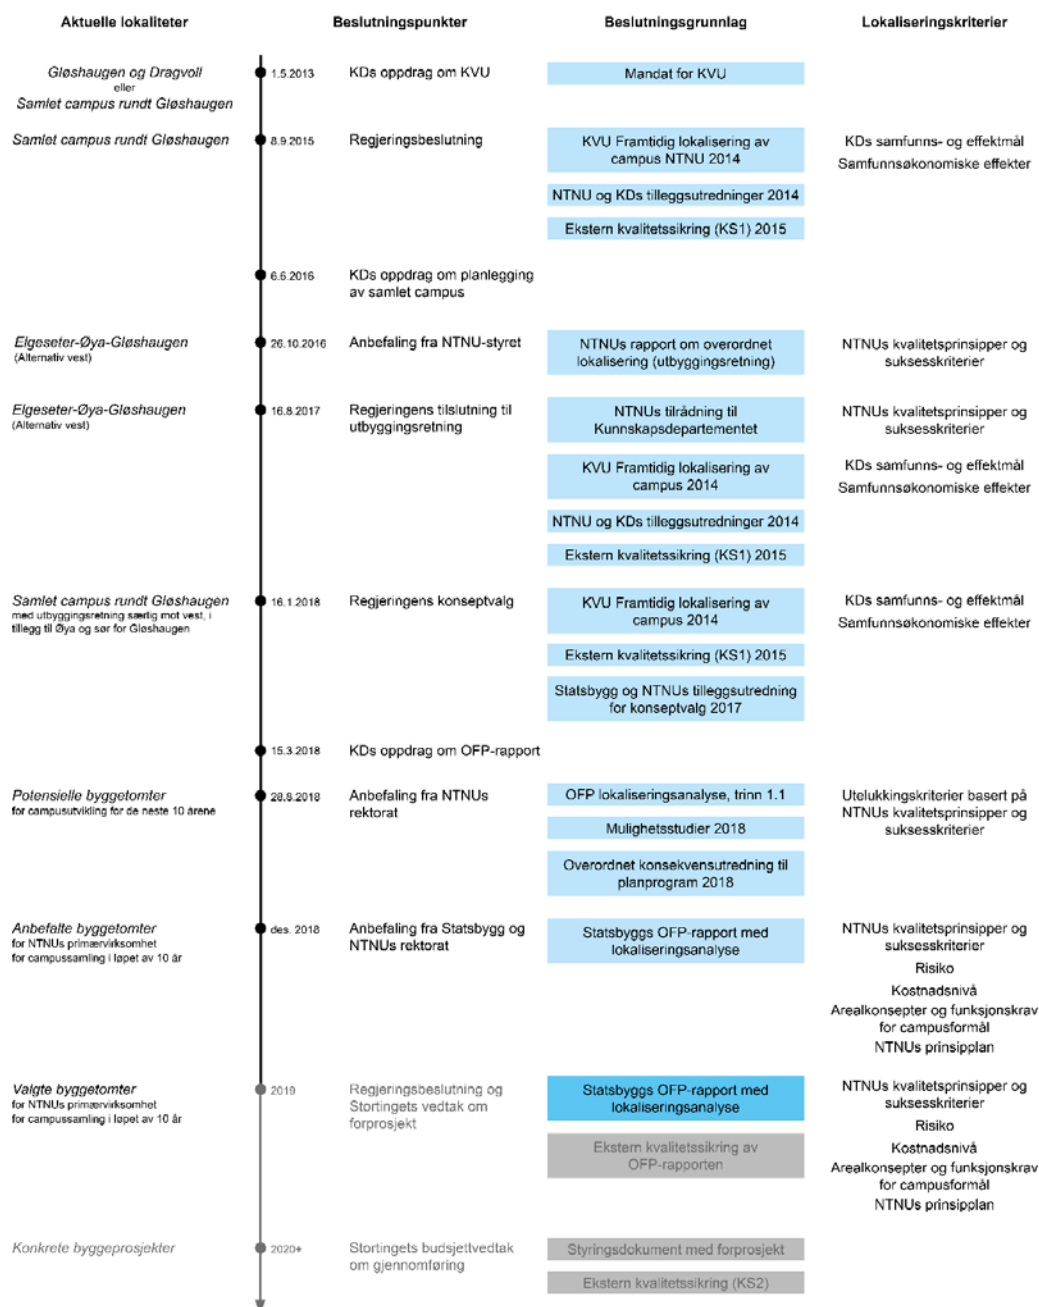 Aktuelle lokaliteter
Beslutningspunkter
Beslutningsgrunnlag
Lokaliseringskriterier
Gløshaugen og Dragvoll
eller
Samlet campus rundt Gløshaugen
1.5.2013
KDs oppdrag om KVU
Mandat for KVU
Samlet campus rundt Gløshaugen
8.9.2015
Regjeringsbeslutning
KVU Framtidig lokalisering av
campus NTNU 2014
NTNU og KDs tilleggsutredninger 2014
Ekstern kvalitetssikring (KS1) 2015
KDs samfunns- og effektmål
Samfunnsøkonomiske effekter
6.6.2016
KDs oppdrag om planlegging
av samlet campus
Elgeseter-Øya-Gløshaugen
(Alternativ vest)
26.10.2016
Anbefaling fra NTNU-styret
NTNUs rapport om overordnet
lokalisering (utbyggingsretning)
NTNUs kvalitetsprinsipper og
suksesskriterier
Elgeseter-Øya-Gløshaugen
(Alternativ vest)
16.8.2017
Regjeringens tilslutning til
utbyggingsretning
NTNUs tilrådning til
Kunnskapsdepartementet
KVU Framtidig lokalisering av
campus 2014
NTNU og KDs tilleggsutredninger 2014
Ekstern kvalitetssikring (KS1) 2015
NTNUs kvalitetsprinsipper og
suksesskriterier
KDs samfunns- og effektmål
Samfunnsøkonomiske effekter
Samlet campus rundt Gløshaugen
med utbyggingsretning særlig mot vest, i
tillegg til Øya og sør for Gløshaugen
16.1.2018
Regjeringens konseptvalg
KVU Framtidig lokalisering av
campus 2014
Ekstern kvalitetssikring (KS1) 2015
Statsbygg og NTNUs tilleggsutredning
for konseptvalg 2017
KDs samfunns- og effektmål
Samfunnsøkonomiske effekter
15.3.2018
KDs oppdrag om OFP-rapport
Potensielle byggetomter
for campusutvikling for de neste 10 årene
28.8.2018
Anbefaling fra NTNUs
rektorat
OFP lokaliseringsanalyse, trinn 1.1
Mulighetsstudier 2018
Overordnet konsekvensutredning til
planprogram 2018
Utelukkingskriterier basert på
NTNUs kvalitetsprinsipper og
suksesskriterier
Anbefalte byggetomter
for NTNUs primærvirksomhet
for campussamling i løpet av 10 år
des. 2018
Anbefaling fra Statsbygg og
NTNUs rektorat
Statsbyggs OFP-rapport med
lokaliseringsanalyse
NTNUs kvalitetsprinsipper og
suksesskriterier
Risiko
Kostnadsnivå
Arealkonsepter og funksjonskrav
for campusformål
NTNUs prinsipplan
Valgte byggetomter
for NTNUs primærvirksomhet
for campussamling i løpet av 10 år
2019
Regjeringsbeslutning og
Stortingets vedtak om
forprosjekt
Statsbyggs OFP-rapport med
lokaliseringsanalyse
Ekstern kvalitetssikring av
OFP-rapporten
NTNUs kvalitetsprinsipper og
suksesskriterier
Risiko
Kostnadsnivå
Arealkonsepter og funksjonskrav
for campusformål
NTNUs prinsipplan
Konkrete byggeprosjekter
2020+
Stortingets budsjettvedtak
om gjennomføring
Styringsdokument med forprosjekt
Ekstern kvalitetssikring (KS2)